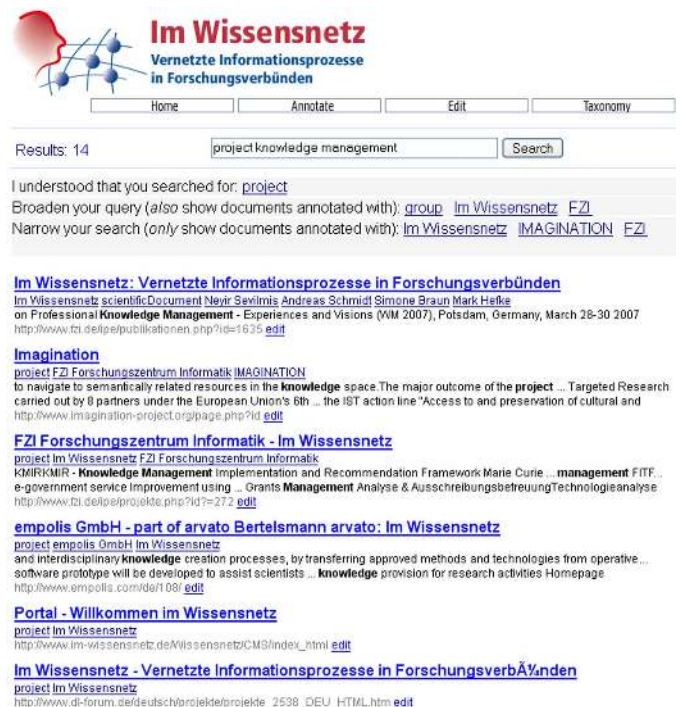 Im Wissensnetz
Vernetzte Informationsprozesse
in Forschungsverbünden
Home Annotate Edit Taxonomy
Results: 14 project knowledge management Search
I understood that you searched for: project
Broaden your query (also show documents annotated with): group Im Wissensnetz FZI
Narrow your search (only show documents annotated with): Im Wissensnetz IMAGINATION FZI
Im Wissensnetz: Vernetzte Informationsprozesse in Forschungsverbünden
Im Wissensnetz scientificDocument Neyir Sevilmis Andreas Schmidt Simone Braun Mark Hefke
on Professional Knowledge Management - Experiences and Visions (WM 2007), Potsdam, Germany, March 28-30 2007
http://www.fzi.de/ipe/publikationen.php?id=1635 edit
Imagination
project FZI Forschungszentrum Informatik IMAGINATION
to navigate to semantically related resources in the knowledge space.The major outcome of the project ... Targeted Research
carried out by 8 partners under the European Union's 6th ... the IST action line "Access to and preservation of cultural and
http://www.imagination-project.org/page.php?id edit
FZI Forschungszentrum Informatik - Im Wissensnetz
project Im Wissensnetz FZI Forschungszentrum Informatik
KMIRKMIR - Knowledge Management Implementation and Recommendation Framework Marie Curie ... management FITF...
e-government service Improvement using ... Grants Management Analyse & AusschreibungsbetreuungTechnologieanalyse
http://www.fzi.de/ipe/projekte.php?id?=272 edit
empolis GmbH - part of arvato Bertelsmann arvato: Im Wissensnetz
project empolis GmbH Im Wissensnetz
and interdisciplinary knowledge creation processes, by transferring approved methods and technologies from operative...
software prototype will be developed to assist scientists ... knowledge provision for research activities Homepage
http://www.empolis.com/de/108/ edit
Portal - Willkommen im Wissensnetz
project Im Wissensnetz
http://www.im-wissensnetz.de/Wissensnetz/CMS/index_html edit
Im Wissensnetz - Vernetzte Informationsprozesse in ForschungsverbÃ¼nden
project Im Wissensnetz
http://www.dl-forum.de/deutsch/projekte/projekte_2538_DEU_HTML.htm edit